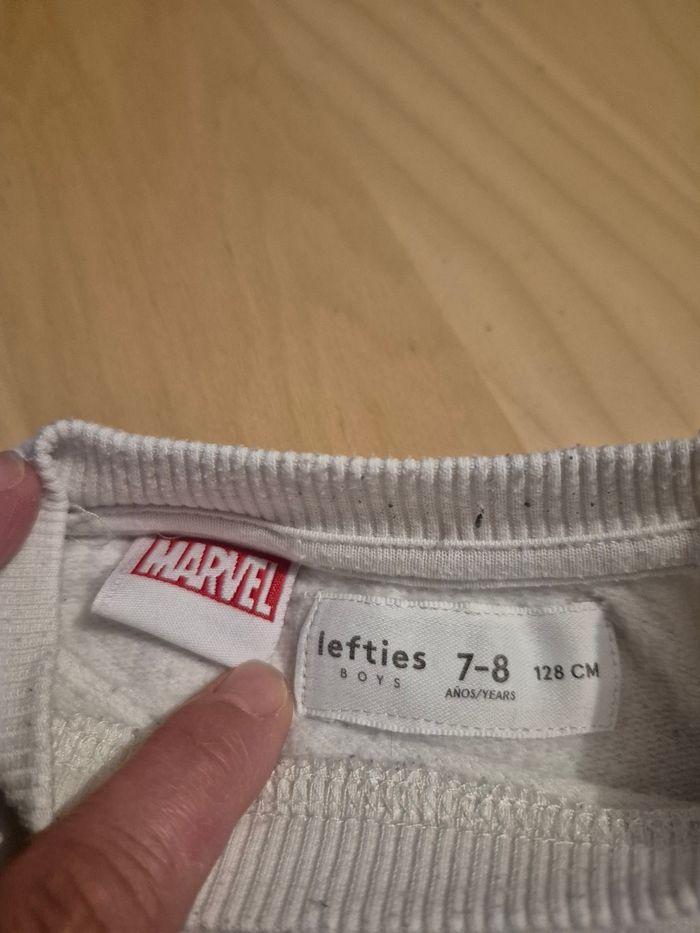 MARVEL
lefties
BOYS
7-8
AÑOS/YEARS
128 CM